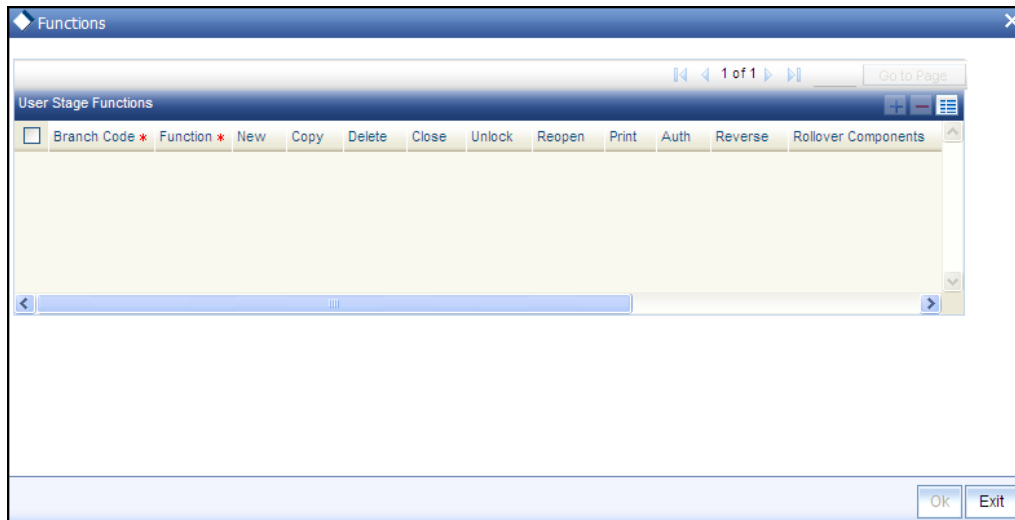 Functions
1 of 1 Go to Page
User Stage Functions
Branch Code * Function * New Copy Delete Close Unlock Reopen Print Auth Reverse Rollover Components
Ok Exit